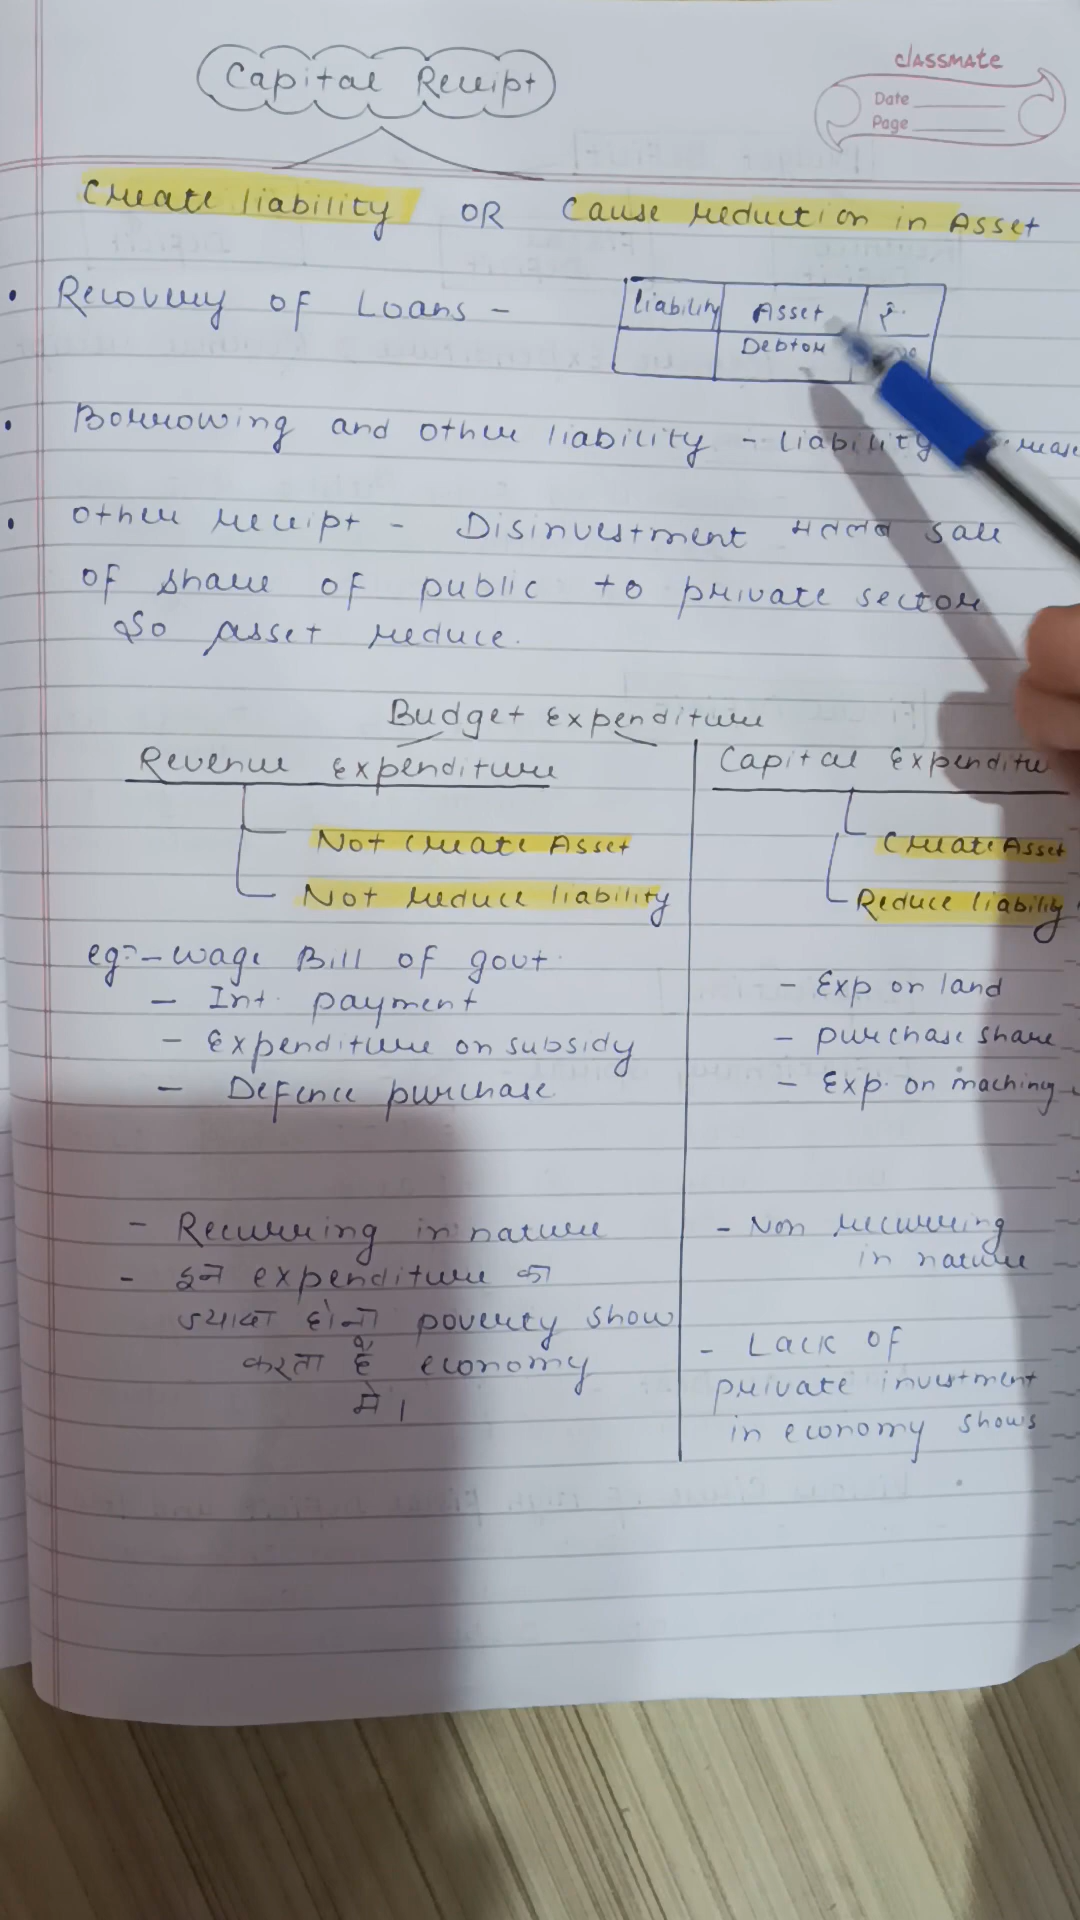 Capital Receipt
classmate
Date
Page
Create liability OR Cause reduction in Asset
• Recovery of Loans -
liability Asset ₹
Debtor
• Borrowing and other liability - liability
• Other receipt - Disinvestment मतलब sale
of share of public to private sector
So Asset reduce.
Budget Expenditure
Revenue Expenditure
Capital Expenditu
Not create Asset
Not reduce liability
Create Asset
Reduce liability
eg:- - wage Bill of govt.
- Int. payment
- Expenditure on subsidy
- Defence purchase
- Exp on land
- purchase share
- Exp. on machiney
- Recurring in nature
- इन expenditure का
ज्यादा होना poverty show
करता है economy
में।
- Non recurring
in nature
- Lack of
private investment
in economy shows